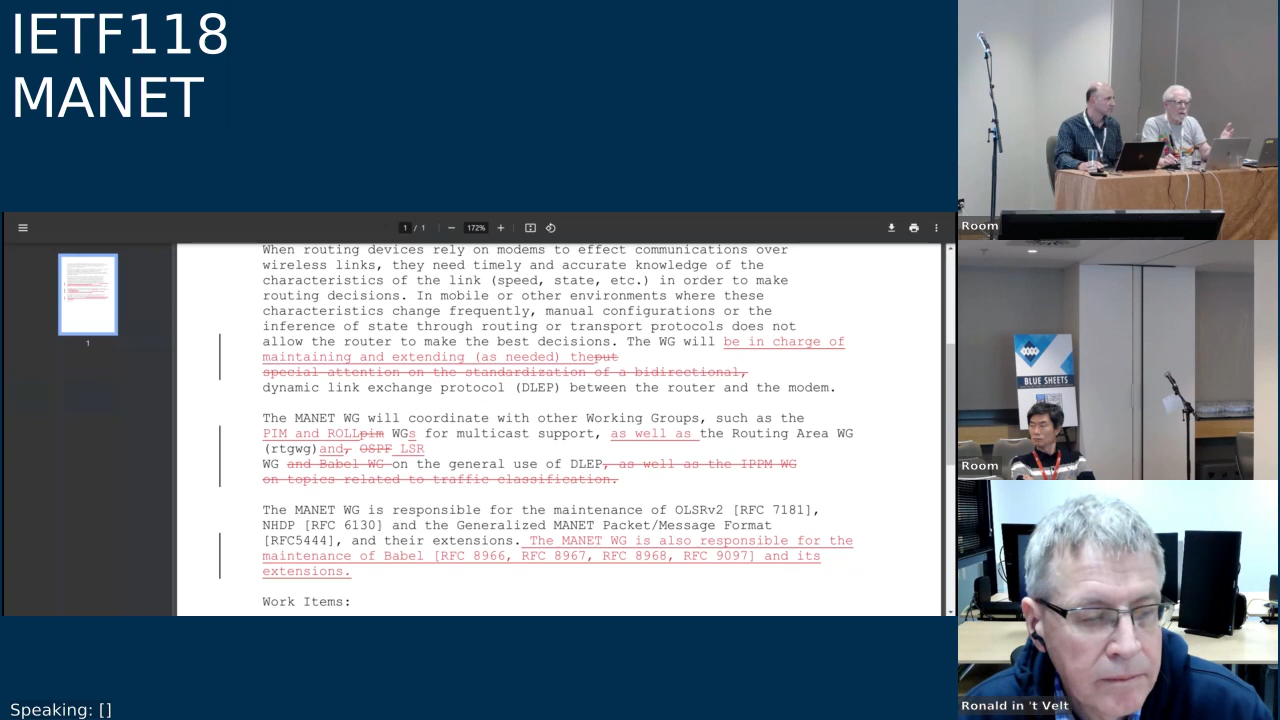 IETF118
MANET
1 / 1
172%
1
When routing devices rely on modems to effect communications over
wireless links, they need timely and accurate knowledge of the
characteristics of the link (speed, state, etc.) in order to make
routing decisions. In mobile or other environments where these
characteristics change frequently, manual configurations or the
inference of state through routing or transport protocols does not
allow the router to make the best decisions. The WG will be in charge of
maintaining and extending (as needed) theput
special attention on the standardization of a bidirectional,
dynamic link exchange protocol (DLEP) between the router and the modem.
The MANET WG will coordinate with other Working Groups, such as the
PIM and ROLLpim WGs for multicast support, as well as the Routing Area WG
(rtgwg)and, OSPF LSR
WG and Babel WG on the general use of DLEP, as well as the IPPM WG
on topics related to traffic classification.
The MANET WG is responsible for the maintenance of OLSRv2 [RFC 7181],
NHDP [RFC 6130] and the Generalized MANET Packet/Message Format
[RFC5444], and their extensions. The MANET WG is also responsible for the
maintenance of Babel [RFC 8966, RFC 8967, RFC 8968, RFC 9097] and its
extensions.
Work Items:
Room
BLUE SHEETS
Room
Ronald in 't Velt
Speaking: []